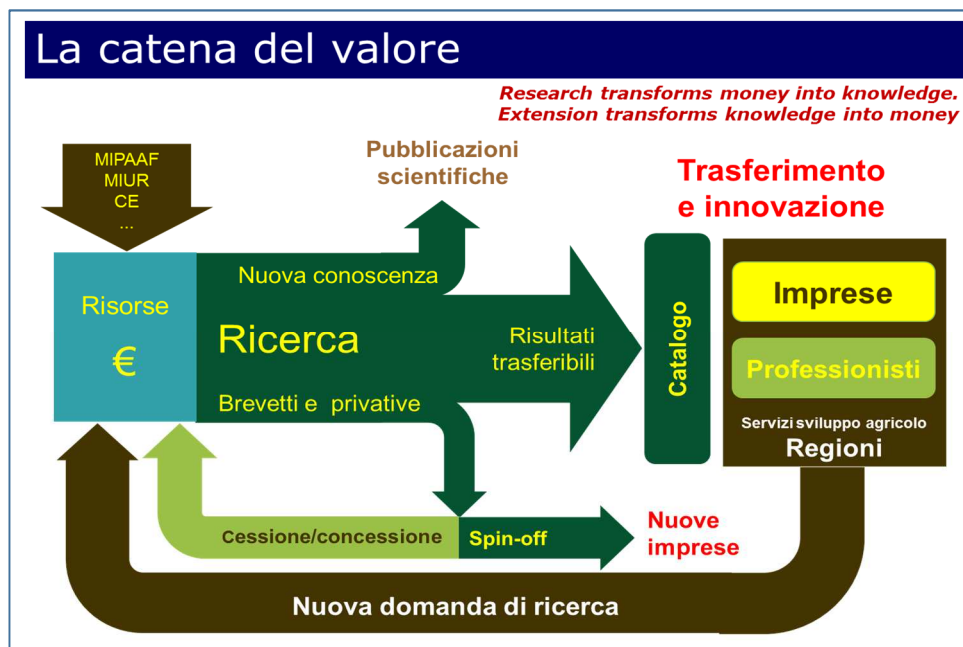 La catena del valore
Research transforms money into knowledge.
Extension transforms knowledge into money
MIPAAF
MIUR
CE
...
Pubblicazioni
scientifiche
Trasferimento
e innovazione
Risorse
€
Nuova conoscenza
Ricerca
Brevetti e privative
Risultati
trasferibili
Catalogo
Imprese
Professionisti
Servizi sviluppo agricolo
Regioni
Cessione/concessione
Spin-off
Nuove
imprese
Nuova domanda di ricerca